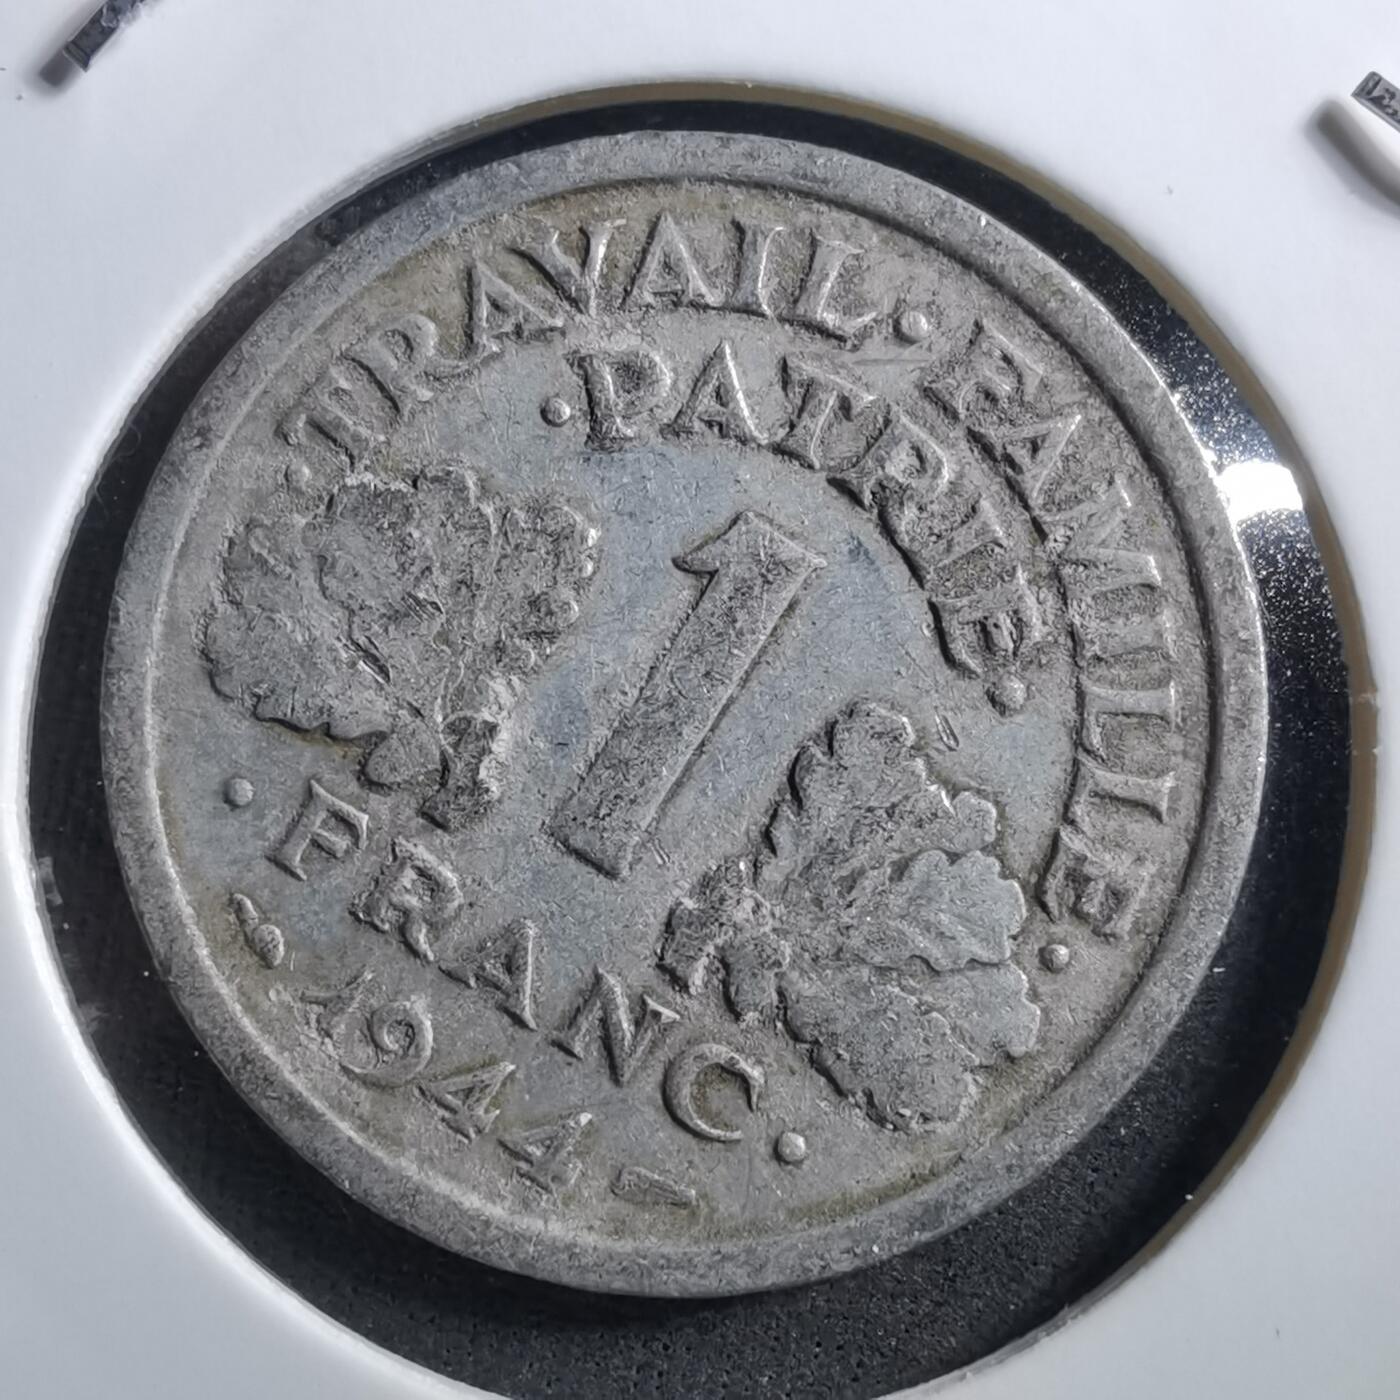 ·TRAVAIL·FAMILLE·
·PATRIE·
1
·FRANC·
1944-